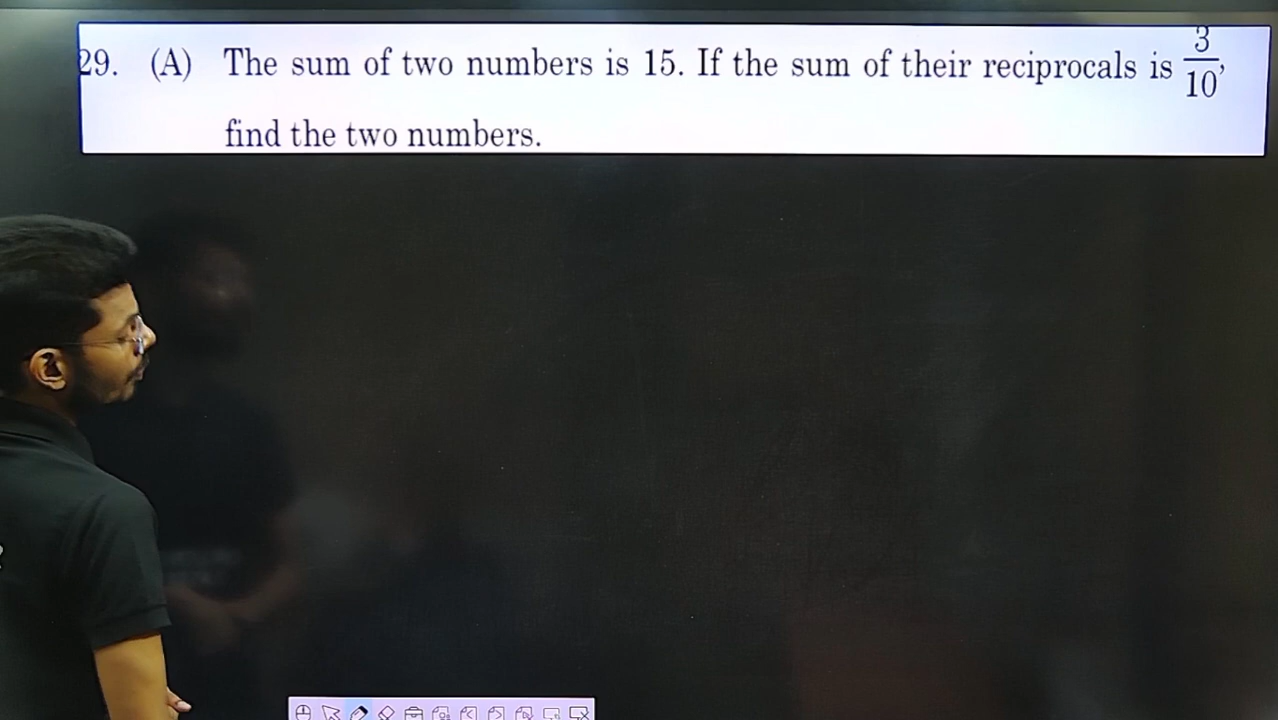 29. (A) The sum of two numbers is 15. If the sum of their reciprocals is 3/10,
find the two numbers.